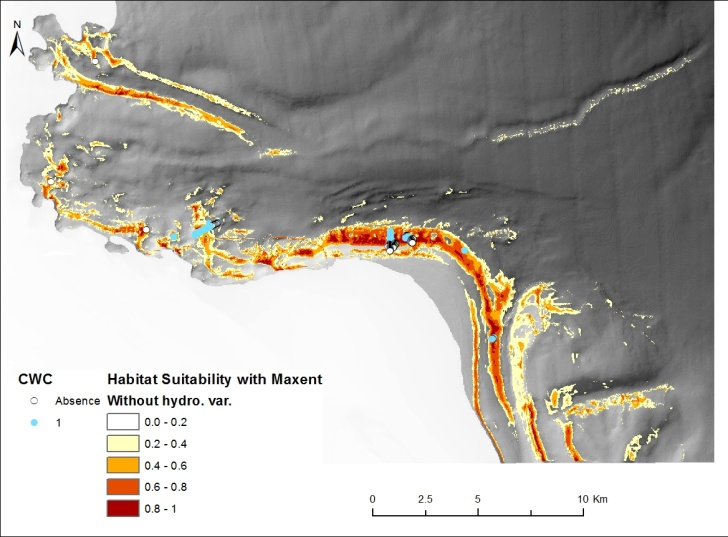 N
CWC
Habitat Suitability with Maxent
Absence
Without hydro. var.
1
0.0 - 0.2
0.2 - 0.4
0.4 - 0.6
0.6 - 0.8
0.8 - 1
0 2.5 5 10 Km